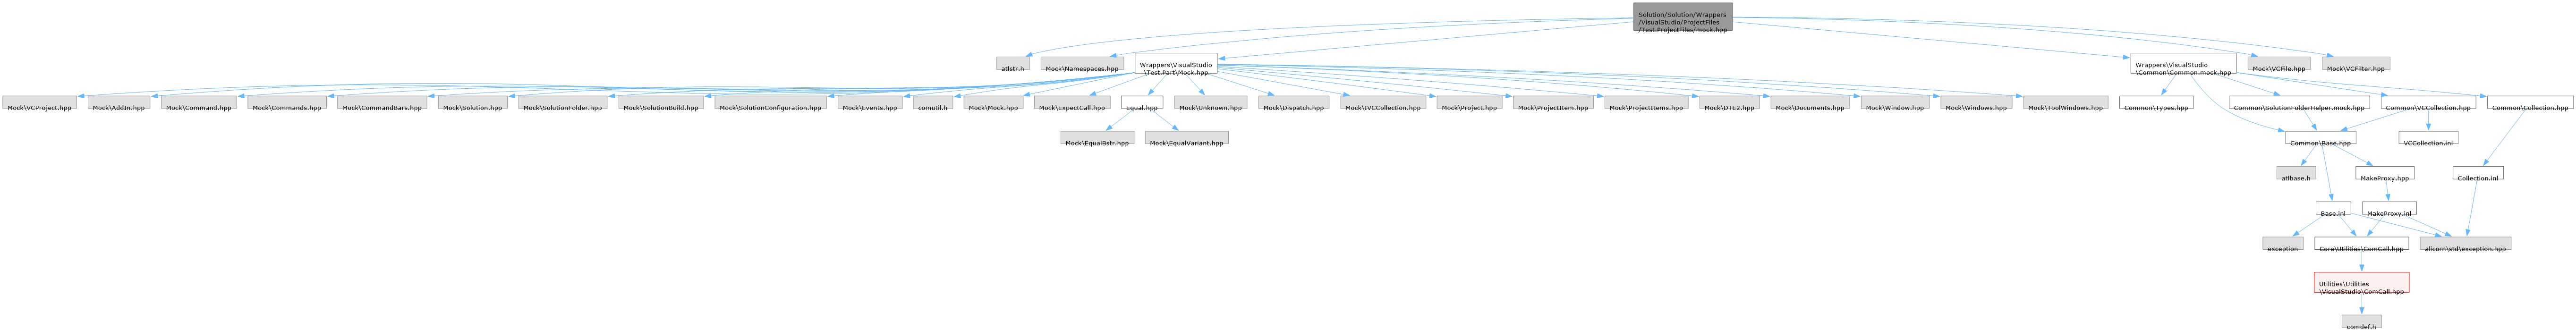 Solution/Solution/Wrappers
/VisualStudio/ProjectFiles
/Test.ProjectFiles/mock.hpp
atlstr.h
Mock\Namespaces.hpp
Wrappers\VisualStudio
\Test.Part\Mock.hpp
Wrappers\VisualStudio
\Common\Common.mock.hpp
Mock\VCFile.hpp
Mock\VCFilter.hpp
Mock\VCProject.hpp
Mock\AddIn.hpp
Mock\Command.hpp
Mock\Commands.hpp
Mock\CommandBars.hpp
Mock\Solution.hpp
Mock\SolutionFolder.hpp
Mock\SolutionBuild.hpp
Mock\SolutionConfiguration.hpp
Mock\Events.hpp
comutil.h
Mock\Mock.hpp
Mock\ExpectCall.hpp
Equal.hpp
Mock\Unknown.hpp
Mock\Dispatch.hpp
Mock\IVCCollection.hpp
Mock\Project.hpp
Mock\ProjectItem.hpp
Mock\ProjectItems.hpp
Mock\DTE2.hpp
Mock\Documents.hpp
Mock\Window.hpp
Mock\Windows.hpp
Mock\ToolWindows.hpp
Common\Types.hpp
Common\SolutionFolderHelper.mock.hpp
Common\VCCollection.hpp
Common\Collection.hpp
Mock\EqualBstr.hpp
Mock\EqualVariant.hpp
Common\Base.hpp
VCCollection.inl
atlbase.h
MakeProxy.hpp
Collection.inl
Base.inl
MakeProxy.inl
exception
Core\Utilities\ComCall.hpp
alicorn\std\exception.hpp
Utilities\Utilities
\VisualStudio\ComCall.hpp
comdef.h